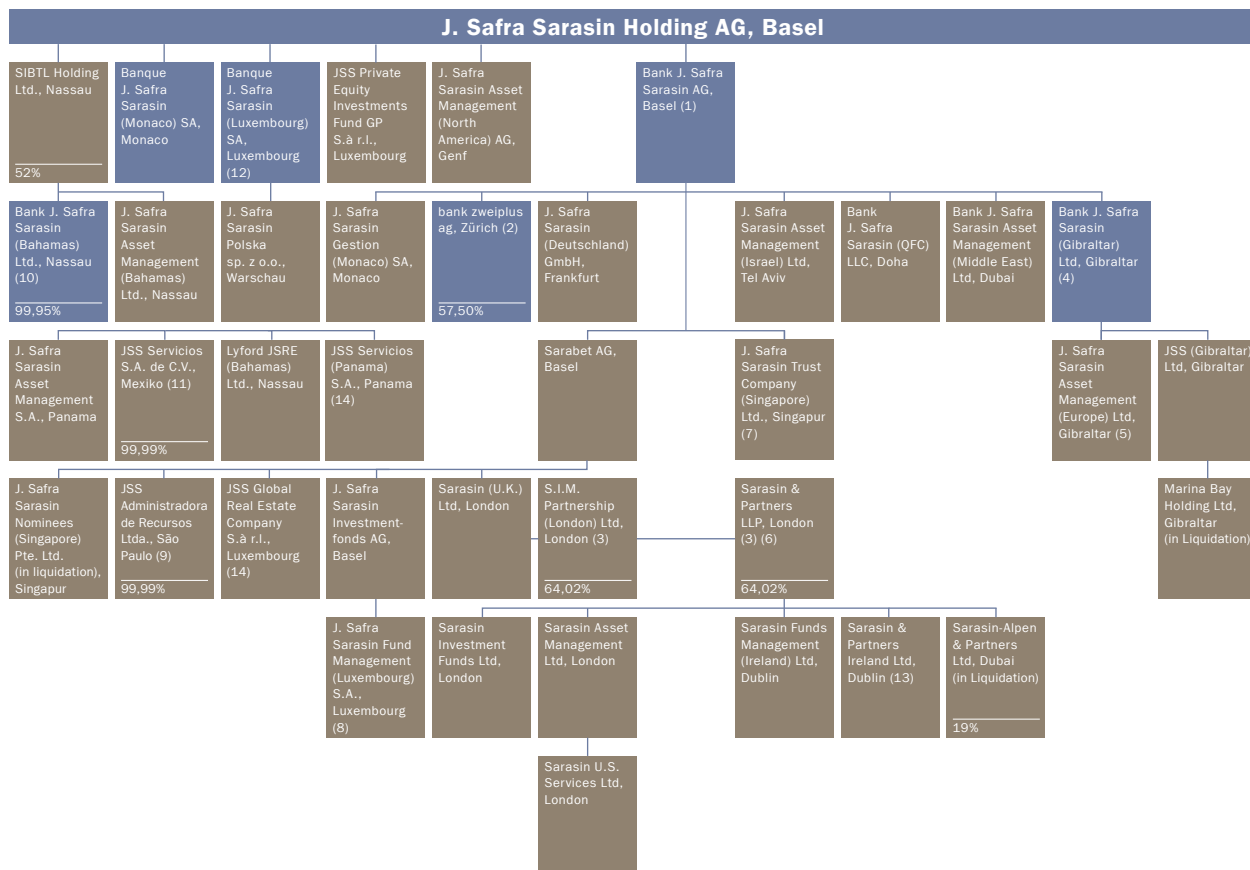 J. Safra Sarasin Holding AG, Basel
SIBTL Holding
Ltd., Nassau
52%
Banque
J. Safra
Sarasin
(Monaco) SA,
Monaco
Banque
J. Safra
Sarasin
(Luxembourg)
SA,
Luxembourg
(12)
JSS Private
Equity
Investments
Fund GP
S.à r.l.,
Luxembourg
J. Safra
Sarasin Asset
Management
(North
America) AG,
Genf
Bank J. Safra
Sarasin AG,
Basel (1)
Bank J. Safra
Sarasin
(Bahamas)
Ltd., Nassau
(10)
99,95%
J. Safra
Sarasin
Asset
Management
(Bahamas)
Ltd., Nassau
J. Safra
Sarasin
Polska
sp. z o.o.,
Warschau
J. Safra
Sarasin
Gestion
(Monaco) SA,
Monaco
bank zweiplus
ag, Zürich (2)
57,50%
J. Safra
Sarasin
(Deutschland)
GmbH,
Frankfurt
J. Safra
Sarasin Asset
Management
(Israel) Ltd,
Tel Aviv
Bank
J. Safra
Sarasin (QFC)
LLC, Doha
Bank J. Safra
Sarasin Asset
Management
(Middle East)
Ltd, Dubai
Bank J. Safra
Sarasin
(Gibraltar)
Ltd, Gibraltar
(4)
J. Safra
Sarasin
Asset
Management
S.A., Panama
JSS Servicios
S.A. de C.V.,
Mexiko (11)
99,99%
Lyford JSRE
(Bahamas)
Ltd., Nassau
JSS Servicios
(Panama)
S.A., Panama
(14)
Sarabet AG,
Basel
J. Safra
Sarasin Trust
Company
(Singapore)
Ltd., Singapur
(7)
J. Safra
Sarasin
Asset
Management
(Europe) Ltd,
Gibraltar (5)
JSS (Gibraltar)
Ltd, Gibraltar
J. Safra
Sarasin
Nominees
(Singapore)
Pte. Ltd.
(in liquidation),
Singapur
JSS
Administradora
de Recursos
Ltda., São
Paulo (9)
99,99%
JSS Global
Real Estate
Company
S.à r.l.,
Luxembourg
(14)
J. Safra
Sarasin
Investment-
fonds AG,
Basel
Sarasin (U.K.)
Ltd, London
S.I.M.
Partnership
(London) Ltd,
London (3)
64,02%
Sarasin &
Partners
LLP, London
(3) (6)
64,02%
Marina Bay
Holding Ltd,
Gibraltar
(in Liquidation)
J. Safra
Sarasin Fund
Management
(Luxembourg)
S.A.,
Luxembourg
(8)
Sarasin
Investment
Funds Ltd,
London
Sarasin Asset
Management
Ltd, London
Sarasin Funds
Management
(Ireland) Ltd,
Dublin
Sarasin &
Partners
Ireland Ltd,
Dublin (13)
Sarasin-Alpen
& Partners
Ltd, Dubai
(in Liquidation)
19%
Sarasin U.S.
Services Ltd,
London